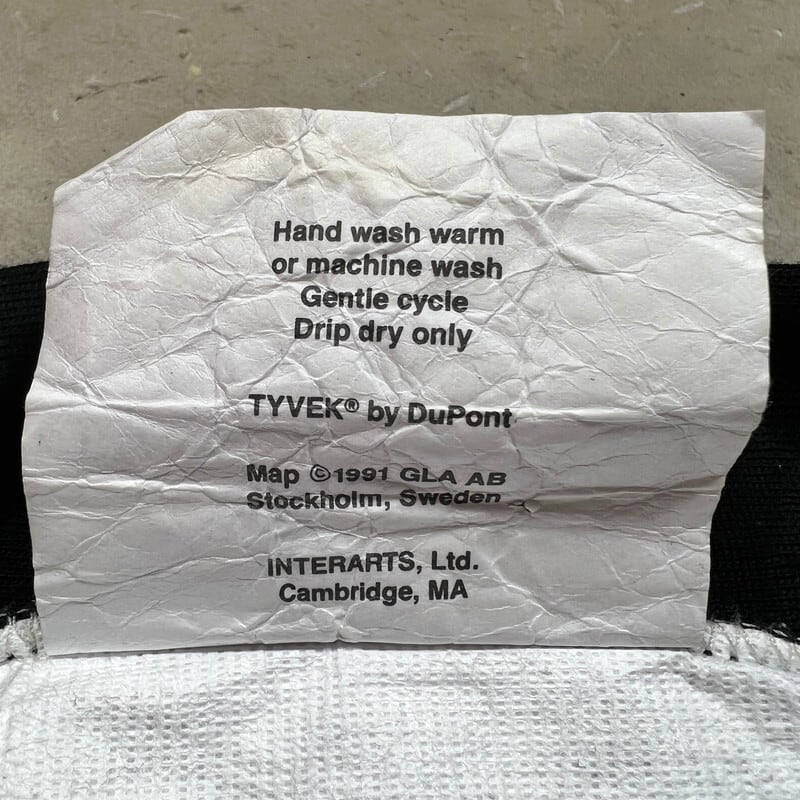 Hand wash warm
or machine wash
Gentle cycle
Drip dry only
TYVEK® by DuPont
Map ©1991 GLA AB
Stockholm, Sweden
INTERARTS, Ltd.
Cambridge, MA